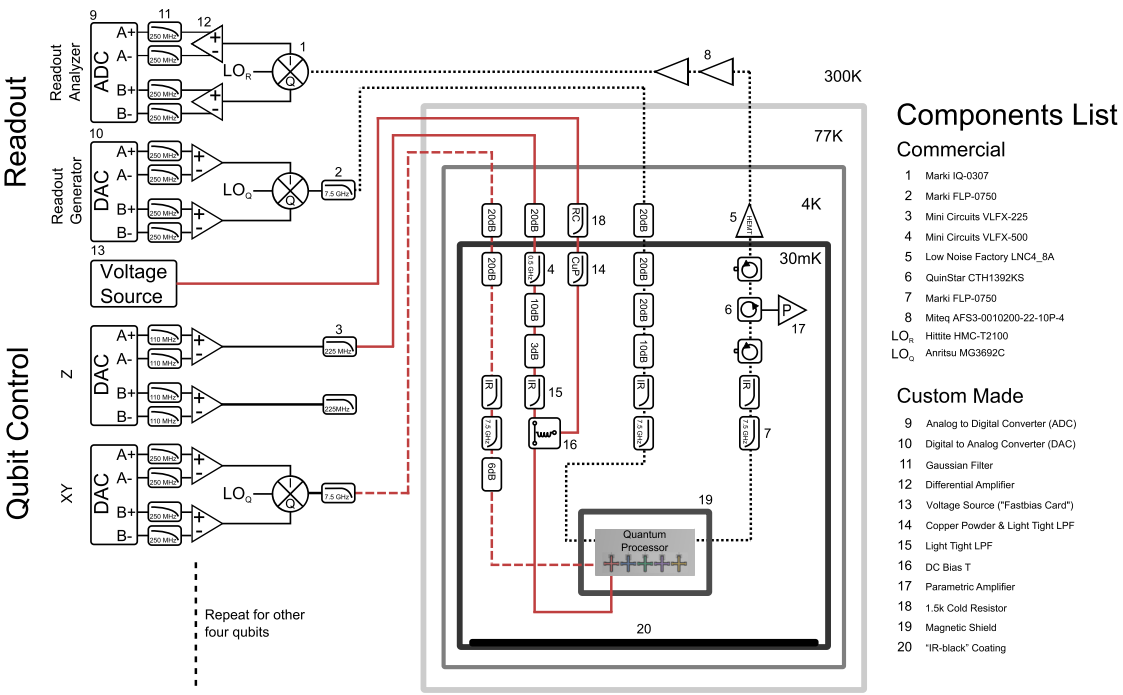 Readout
Readout
Analyzer
9
ADC
A+
A-
B+
B-
11
250 MHz
250 MHz
250 MHz
250 MHz
12
+
-
+
-
1
I
Q
LOR
8
300K
10
Readout
Generator
DAC
A+
A-
B+
B-
250 MHz
250 MHz
250 MHz
250 MHz
+
-
+
-
LOQ
I
Q
2
7.5 GHz
13
Voltage
Source
Qubit Control
Z
DAC
A+
A-
B+
B-
110 MHz
110 MHz
110 MHz
110 MHz
+
-
+
-
3
225 MHz
225MHz
XY
DAC
A+
A-
B+
B-
250 MHz
250 MHz
250 MHz
250 MHz
+
-
+
-
LOQ
I
Q
7.5 GHz
Repeat for other
four qubits
77K
4K
30mK
20dB
20dB
RC
18
20dB
5
HEMT
20dB
0.5 GHz
4
CuP
14
20dB
10dB
20dB
6
P
17
3dB
10dB
IR
IR
15
IR
IR
7.5 GHz
16
7.5 GHz
7.5 GHz
7
6dB
19
Quantum
Processor
20
Components List
Commercial
1 Marki IQ-0307
2 Marki FLP-0750
3 Mini Circuits VLFX-225
4 Mini Circuits VLFX-500
5 Low Noise Factory LNC4_8A
6 QuinStar CTH1392KS
7 Marki FLP-0750
8 Miteq AFS3-0010200-22-10P-4
LOR Hittite HMC-T2100
LOQ Anritsu MG3692C
Custom Made
9 Analog to Digital Converter (ADC)
10 Digital to Analog Converter (DAC)
11 Gaussian Filter
12 Differential Amplifier
13 Voltage Source ("Fastbias Card")
14 Copper Powder & Light Tight LPF
15 Light Tight LPF
16 DC Bias T
17 Parametric Amplifier
18 1.5k Cold Resistor
19 Magnetic Shield
20 “IR-black” Coating